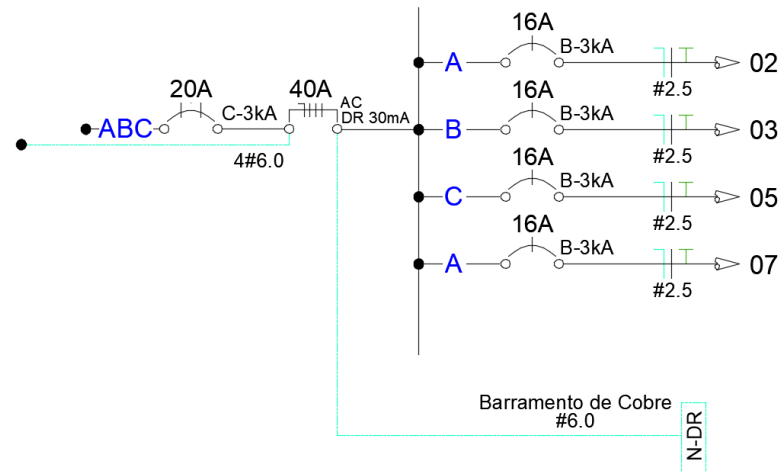 ABC
20A
C-3kA
4#6.0
40A
AC
DR 30mA
A
16A
B-3kA
#2.5
02
B
16A
B-3kA
#2.5
03
C
16A
B-3kA
#2.5
05
A
16A
B-3kA
#2.5
07
Barramento de Cobre
#6.0
N-DR